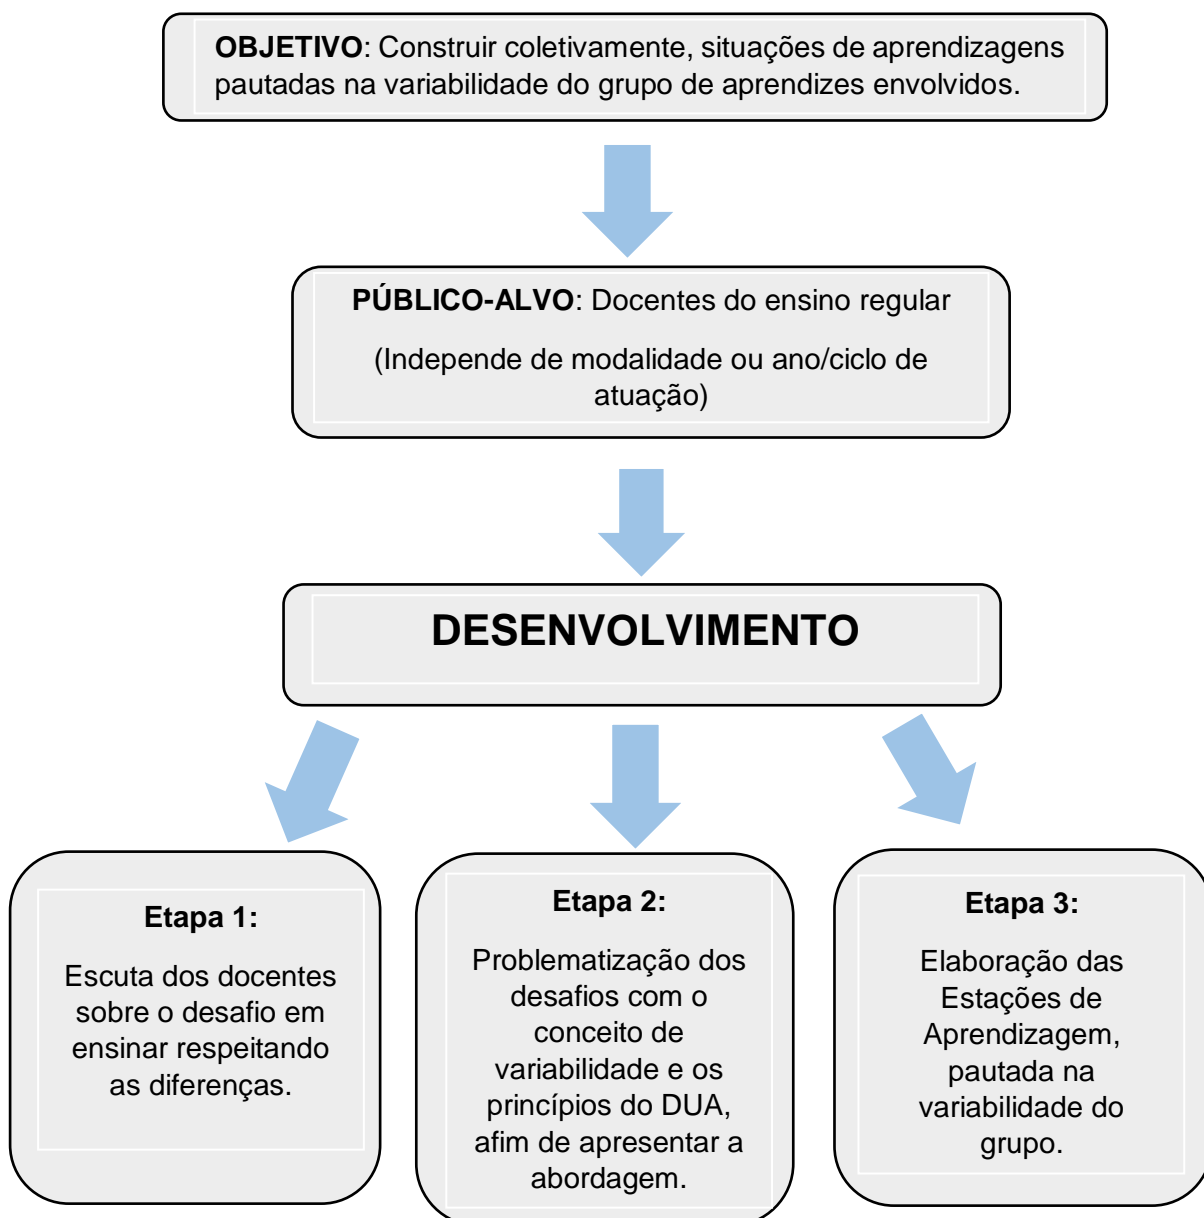 OBJETIVO: Construir coletivamente, situações de aprendizagens
pautadas na variabilidade do grupo de aprendizes envolvidos.
PÚBLICO-ALVO: Docentes do ensino regular
(Independe de modalidade ou ano/ciclo de
atuação)
DESENVOLVIMENTO
Etapa 1:
Escuta dos docentes
sobre o desafio em
ensinar respeitando
as diferenças.
Etapa 2:
Problematização dos
desafios com o
conceito de
variabilidade e os
princípios do DUA,
afim de apresentar a
abordagem.
Etapa 3:
Elaboração das
Estações de
Aprendizagem,
pautada na
variabilidade do
grupo.